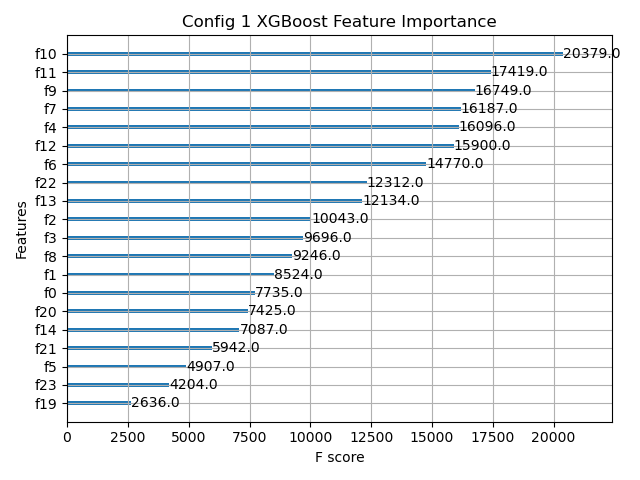 Config 1 XGBoost Feature Importance
f10 20379.0
f11 17419.0
f9 16749.0
f7 16187.0
f4 16096.0
f12 15900.0
f6 14770.0
f22 12312.0
f13 12134.0
f2 10043.0
f3 9696.0
f8 9246.0
f1 8524.0
f0 7735.0
f20 7425.0
f14 7087.0
f21 5942.0
f5 4907.0
f23 4204.0
f19 2636.0
Features
0 2500 5000 7500 10000 12500 15000 17500 20000
F score